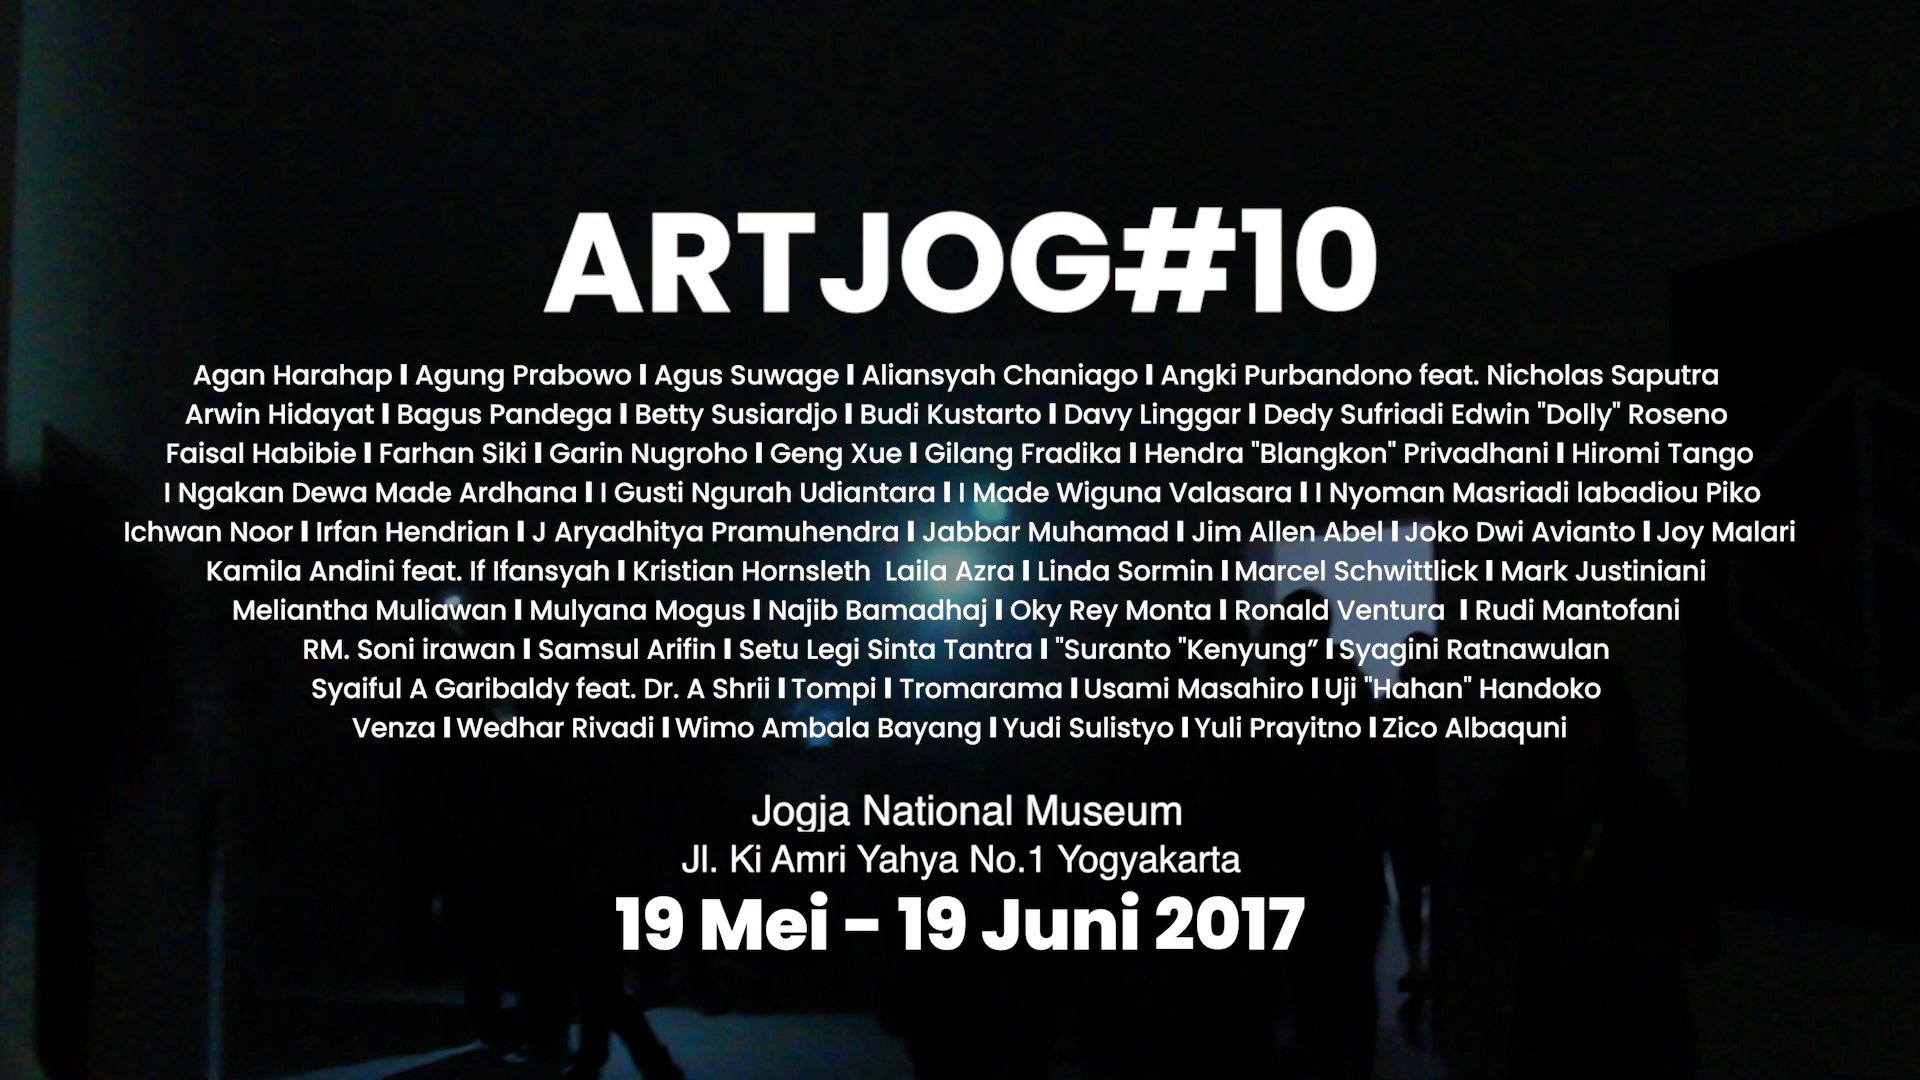 ARTJOG#10
Agan Harahap I Agung Prabowo I Agus Suwage I Aliansyah Chaniago I Angki Purbandono feat. Nicholas Saputra
Arwin Hidayat I Bagus Pandega I Betty Susiardjo I Budi Kustarto I Davy Linggar I Dedy Sufriadi Edwin "Dolly" Roseno
Faisal Habibie I Farhan Siki I Garin Nugroho I Geng Xue I Gilang Fradika I Hendra "Blangkon" Privadhani I Hiromi Tango
I Ngakan Dewa Made Ardhana I I Gusti Ngurah Udiantara I I Made Wiguna Valasara I I Nyoman Masriadi labadiou Piko
Ichwan Noor I Irfan Hendrian I J Aryadhitya Pramuhendra I Jabbar Muhamad I Jim Allen Abel I Joko Dwi Avianto I Joy Malari
Kamila Andini feat. If Ifansyah I Kristian Hornsleth  Laila Azra I Linda Sormin I Marcel Schwittlick I Mark Justiniani
Meliantha Muliawan I Mulyana Mogus I Najib Bamadhaj I Oky Rey Monta I Ronald Ventura  I Rudi Mantofani
RM. Soni irawan I Samsul Arifin I Setu Legi Sinta Tantra I "Suranto "Kenyung” I Syagini Ratnawulan
Syaiful A Garibaldy feat. Dr. A Shrii I Tompi I Tromarama I Usami Masahiro I Uji "Hahan" Handoko
Venza I Wedhar Rivadi I Wimo Ambala Bayang I Yudi Sulistyo I Yuli Prayitno I Zico Albaquni
Jogja National Museum
Jl. Ki Amri Yahya No.1 Yogyakarta
19 Mei – 19 Juni 2017